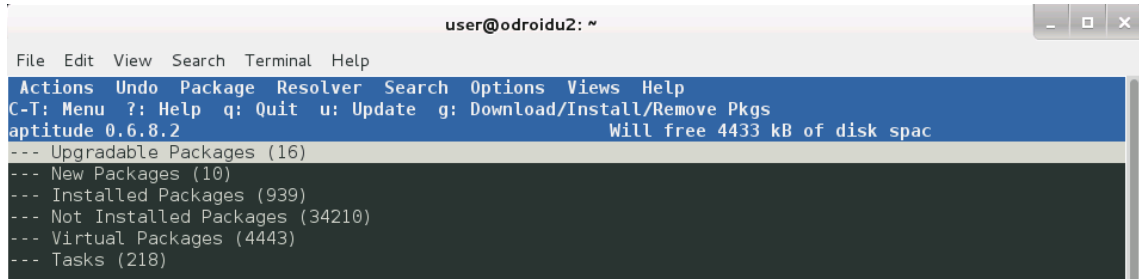 user@odroidu2: ~
File Edit View Search Terminal Help
Actions Undo Package Resolver Search Options Views Help
C-T: Menu ?: Help q: Quit u: Update g: Download/Install/Remove Pkgs
aptitude 0.6.8.2 Will free 4433 kB of disk spac
--- Upgradable Packages (16)
--- New Packages (10)
--- Installed Packages (939)
--- Not Installed Packages (34210)
--- Virtual Packages (4443)
--- Tasks (218)